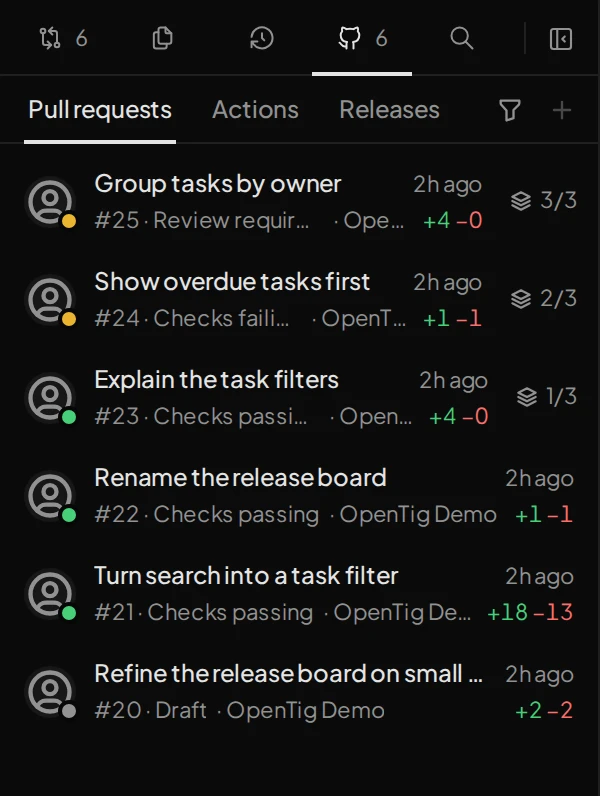 6
6
Pull requests Actions Releases
Group tasks by owner 2h ago
#25 · Review requir... · Ope... +4 −0
3/3
Show overdue tasks first 2h ago
#24 · Checks faili... · OpenT... +1 −1
2/3
Explain the task filters 2h ago
#23 · Checks passi... · Open... +4 −0
1/3
Rename the release board 2h ago
#22 · Checks passing · OpenTig Demo +1 −1
Turn search into a task filter 2h ago
#21 · Checks passing · OpenTig De... +18 −13
Refine the release board on small ... 2h ago
#20 · Draft · OpenTig Demo +2 −2